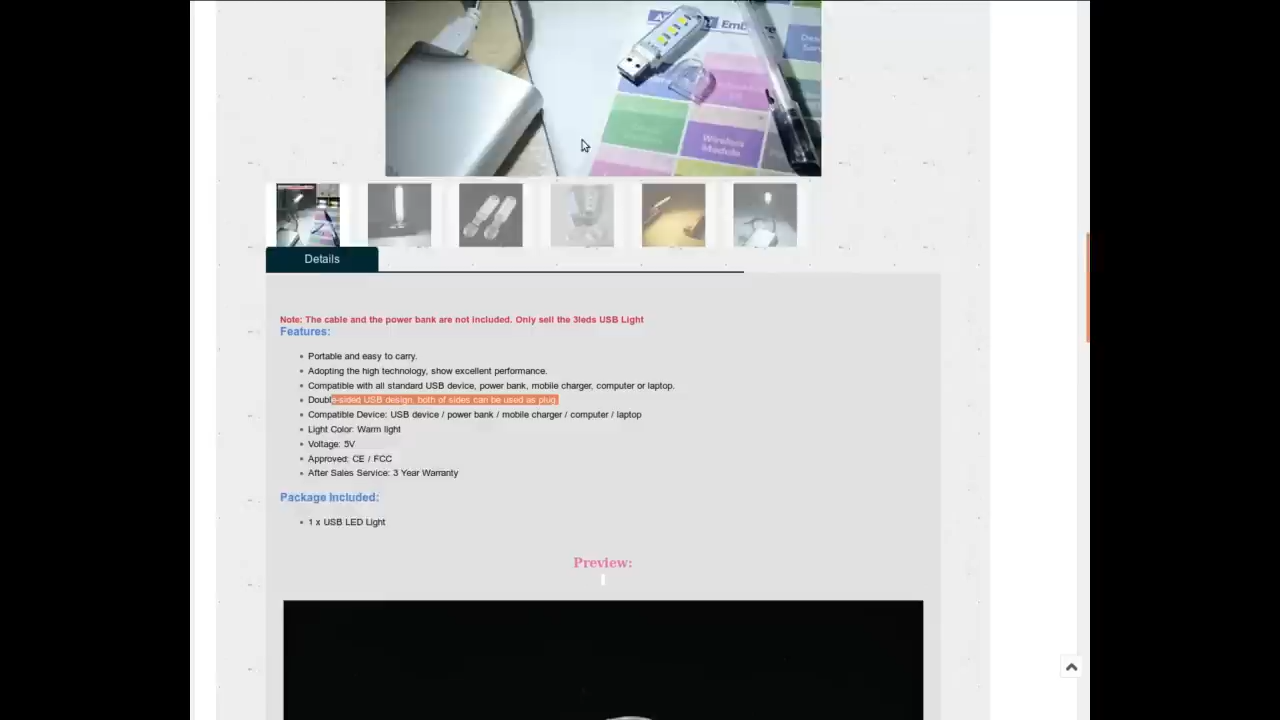 Wireless
Module
Details
Note: The cable and the power bank are not included. Only sell the 3leds USB Light
Features:
Portable and easy to carry.
Adopting the high technology, show excellent performance.
Compatible with all standard USB device, power bank, mobile charger, computer or laptop.
Double-sided USB design, both of sides can be used as plug.
Compatible Device: USB device / power bank / mobile charger / computer / laptop
Light Color: Warm light
Voltage: 5V
Approved: CE / FCC
After Sales Service: 3 Year Warranty
Package Included:
1 x USB LED Light
Preview: